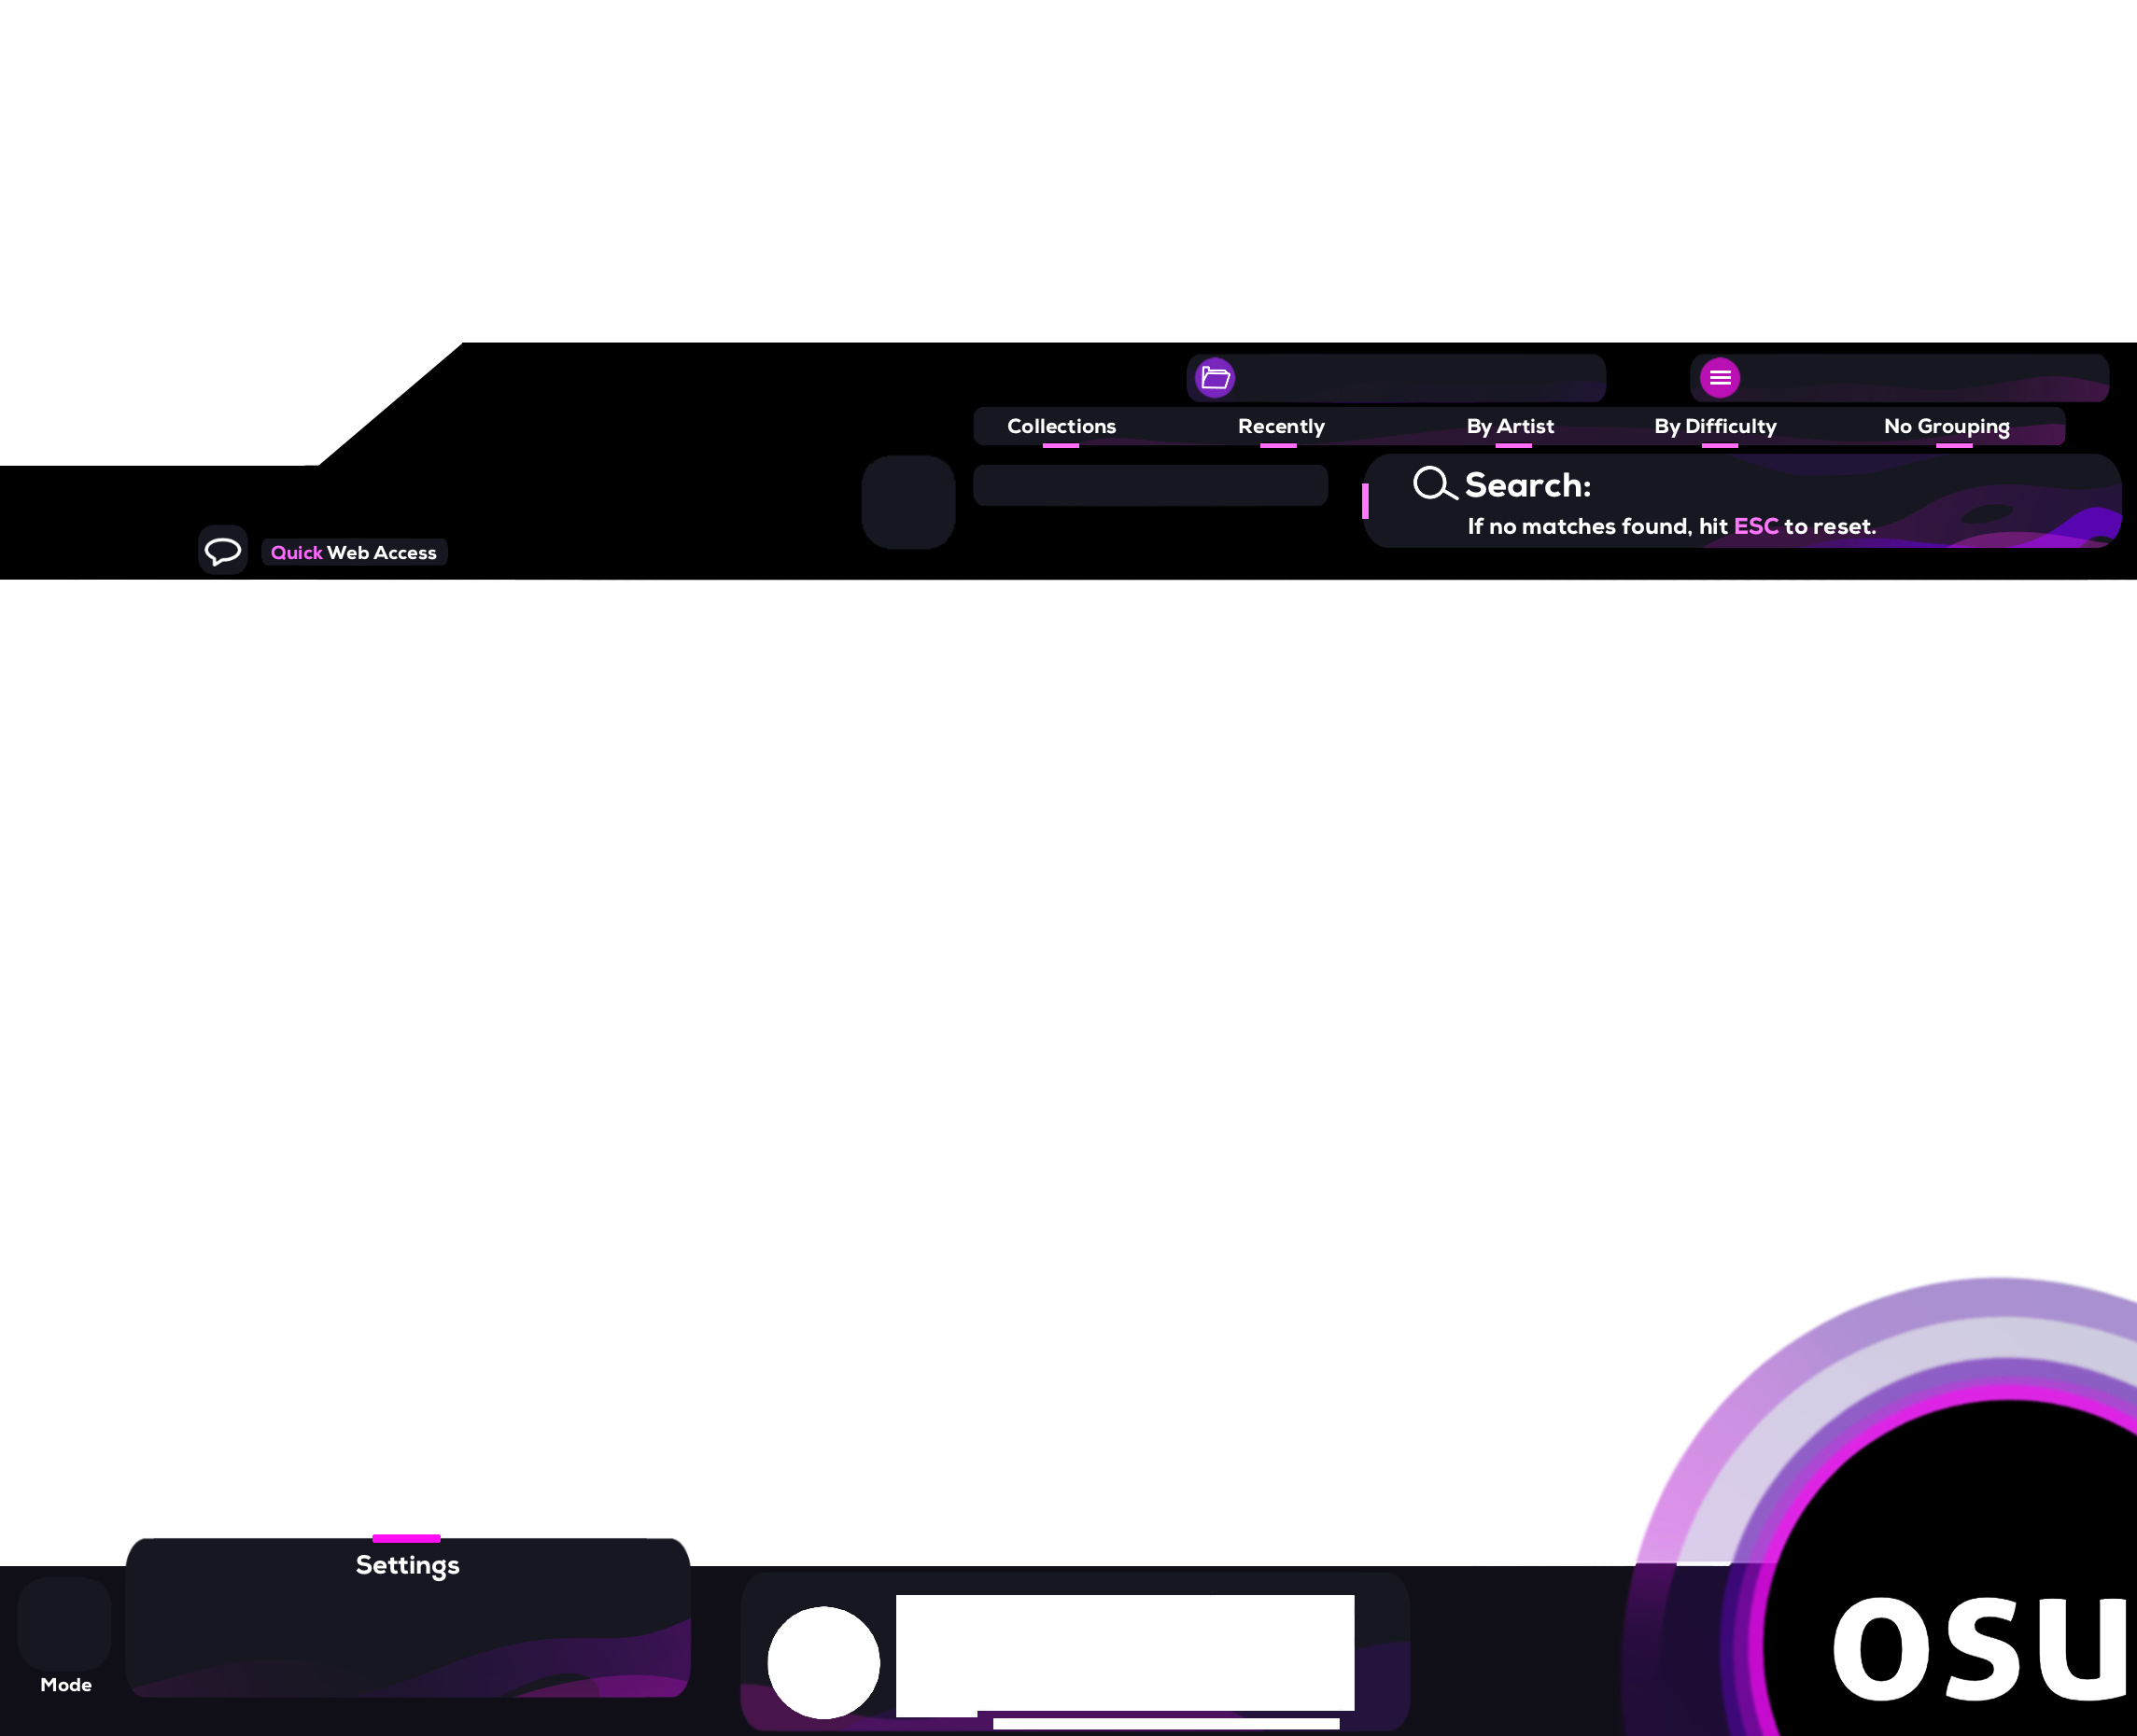 Collections Recently By Artist By Difficulty No Grouping
Search:
If no matches found, hit ESC to reset.
Quick Web Access
Settings
Mode
osu